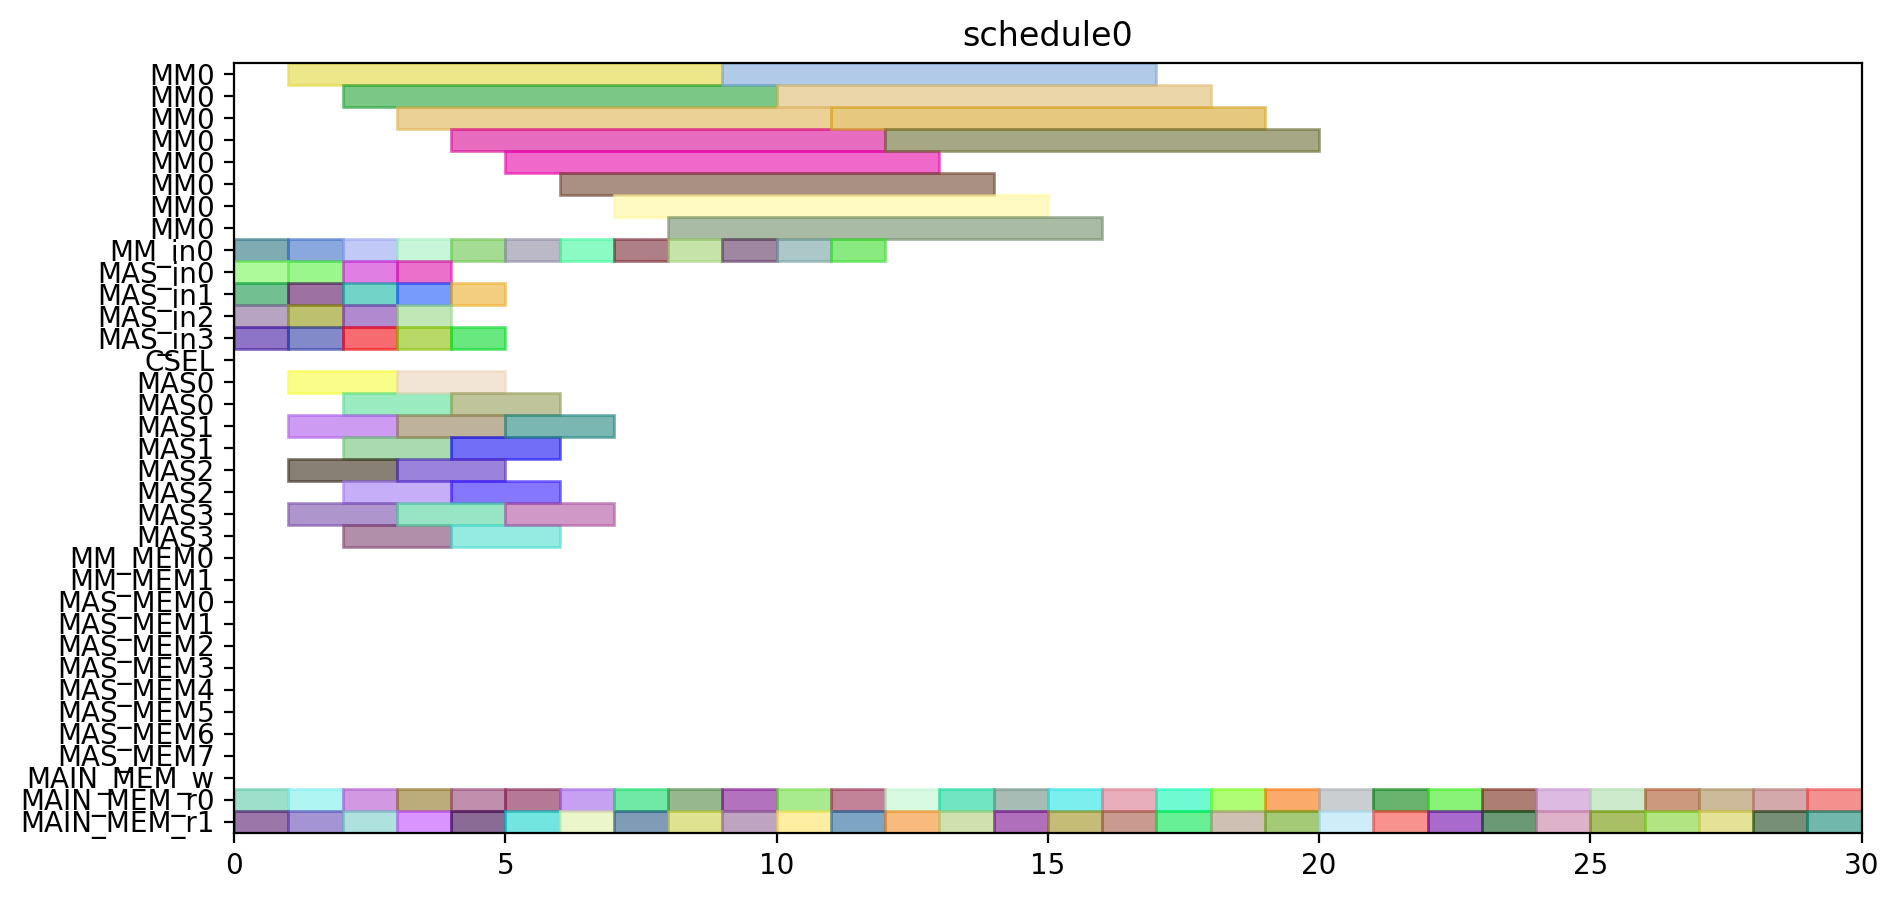 schedule0
MM0
MM0
MM0
MM0
MM0
MM0
MM0
MM0
MM_in0
MAS_in0
MAS_in1
MAS_in2
MAS_in3
CSEL
MAS0
MAS0
MAS1
MAS1
MAS2
MAS2
MAS3
MAS3
MM_MEM0
MM_MEM1
MAS_MEM0
MAS_MEM1
MAS_MEM2
MAS_MEM3
MAS_MEM4
MAS_MEM5
MAS_MEM6
MAS_MEM7
MAIN_MEM_w
MAIN_MEM_r0
MAIN_MEM_r1
0 5 10 15 20 25 30